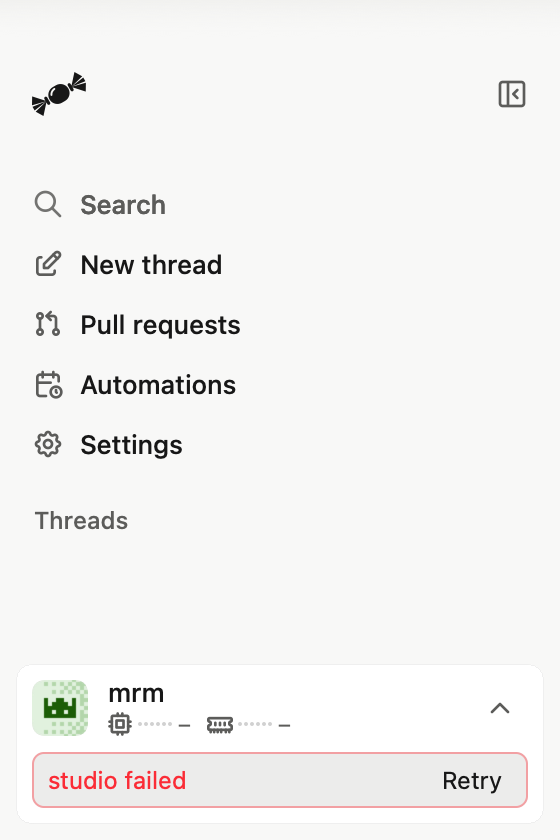 Search
New thread
Pull requests
Automations
Settings
Threads
mrm
– –
studio failed Retry